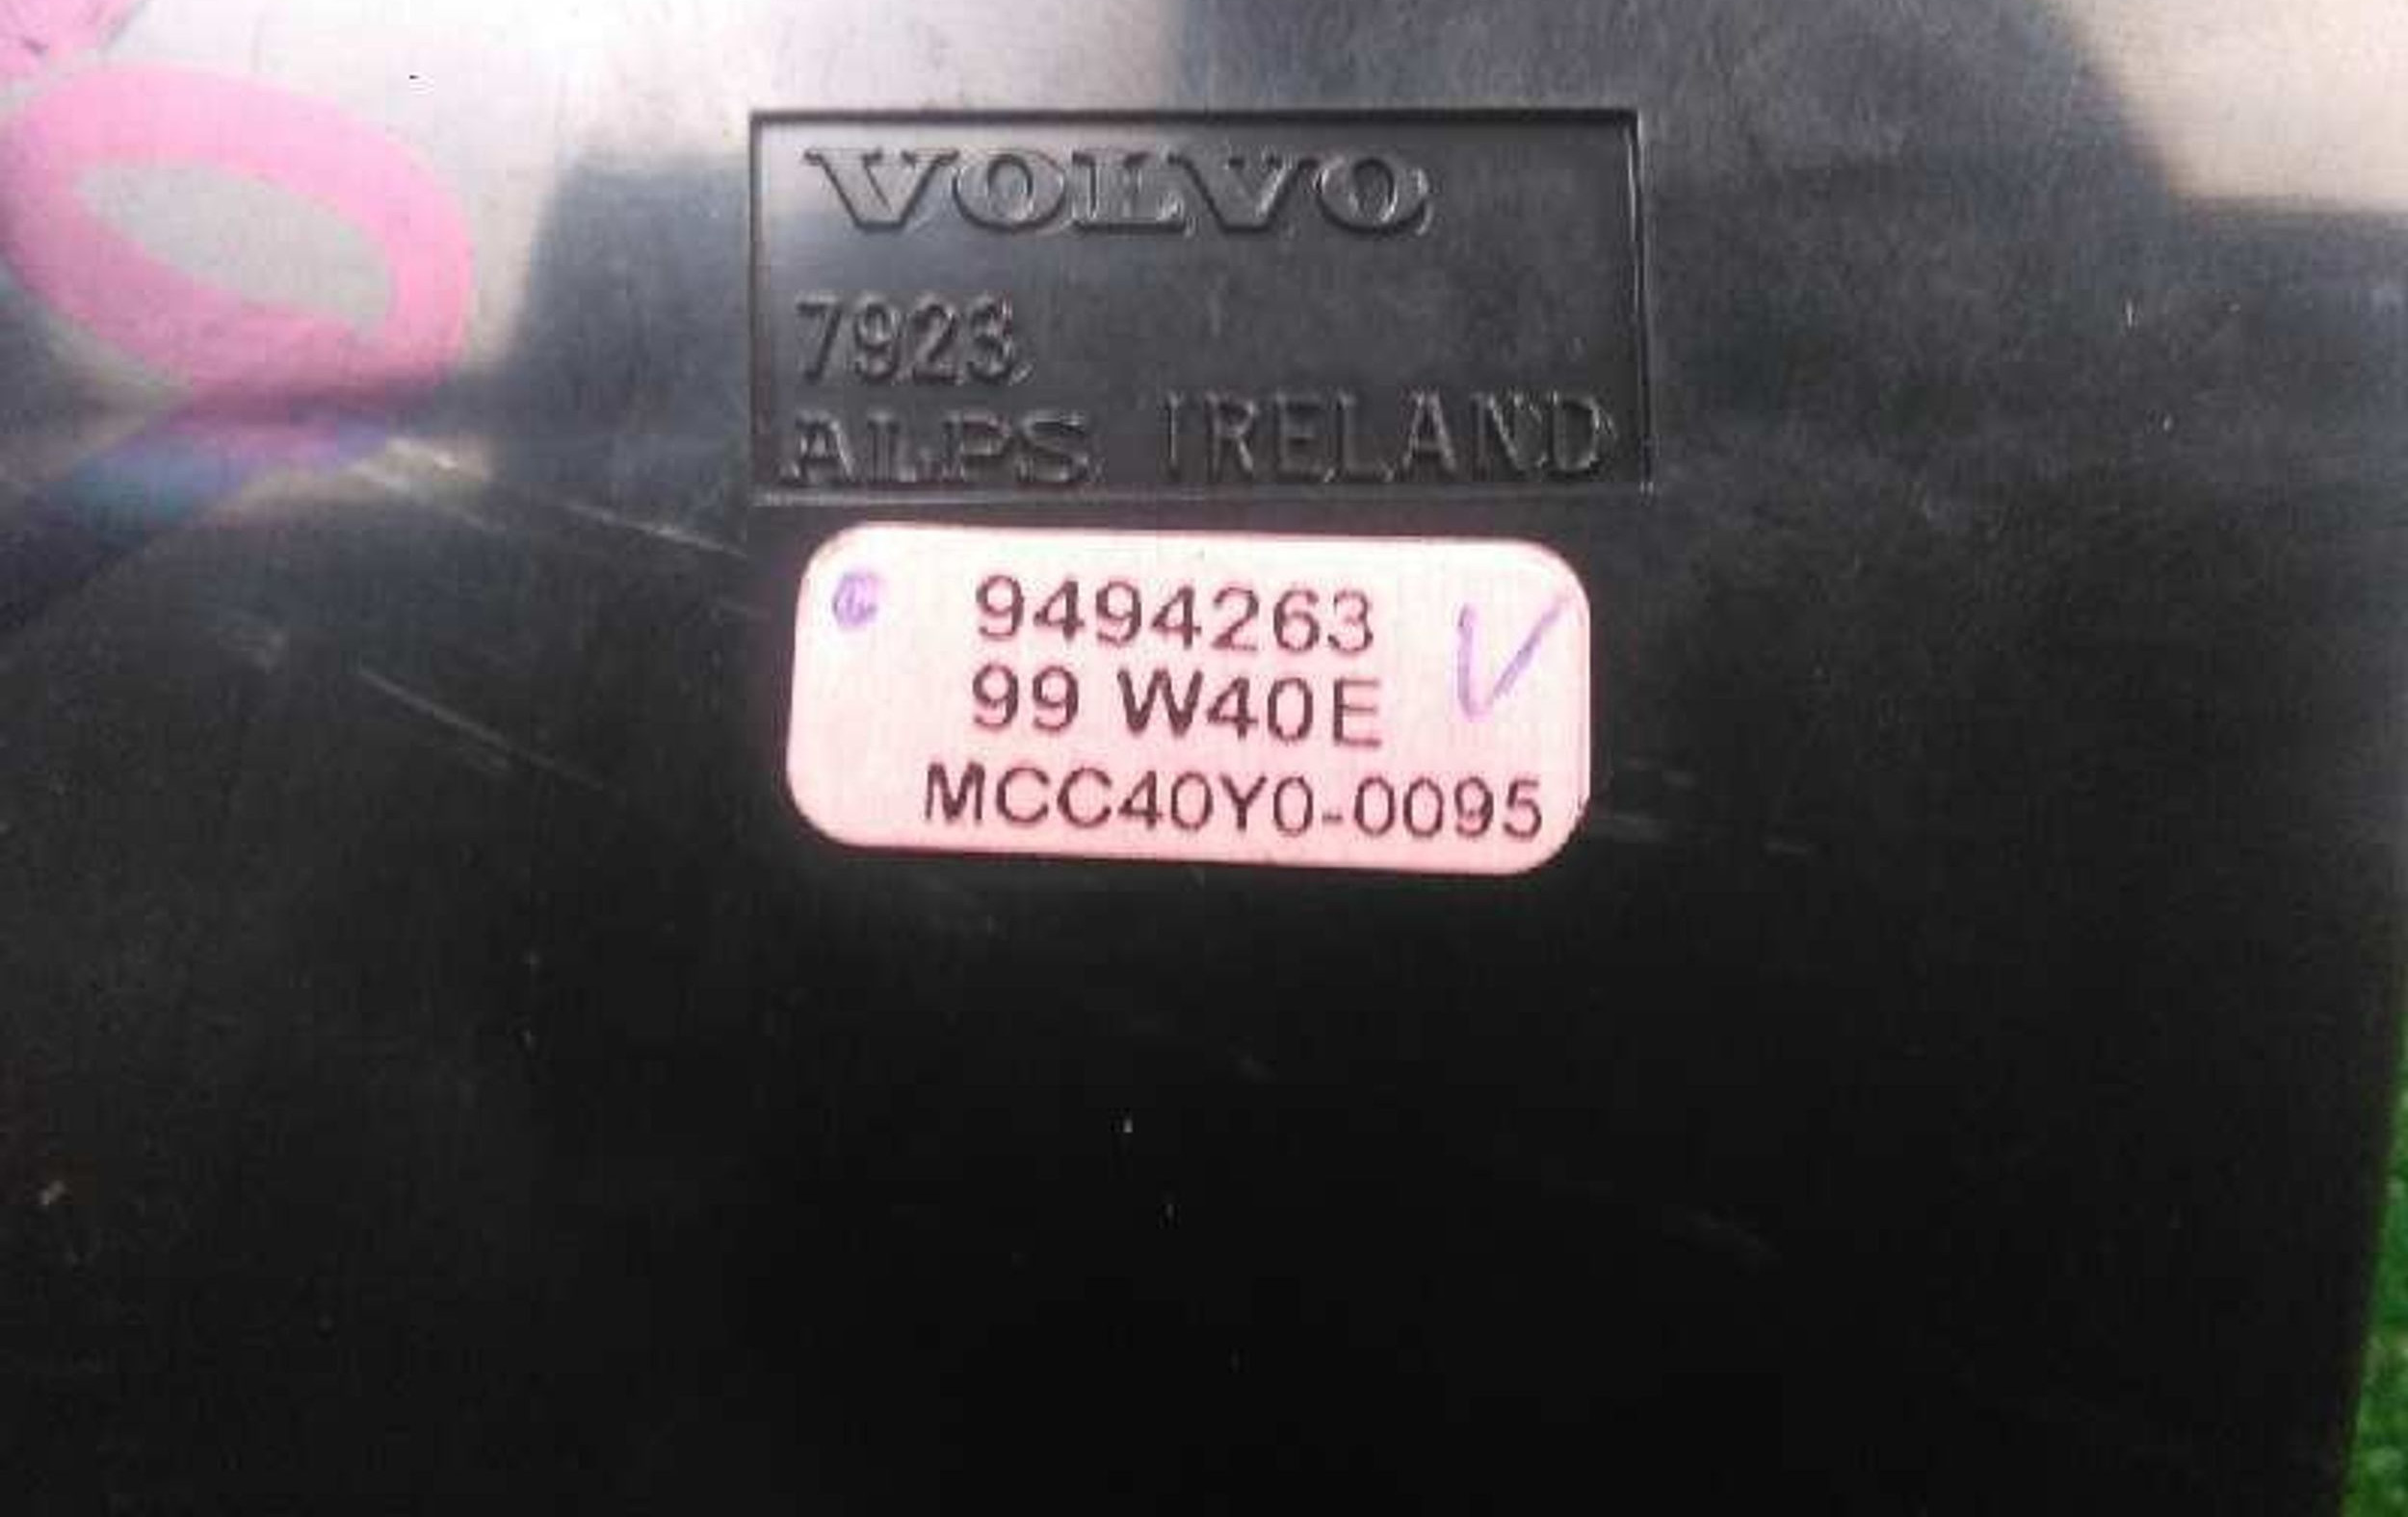 VOLVO
7923
ALPS IRELAND
9494263
99 W40E
MCC40Y0-0095